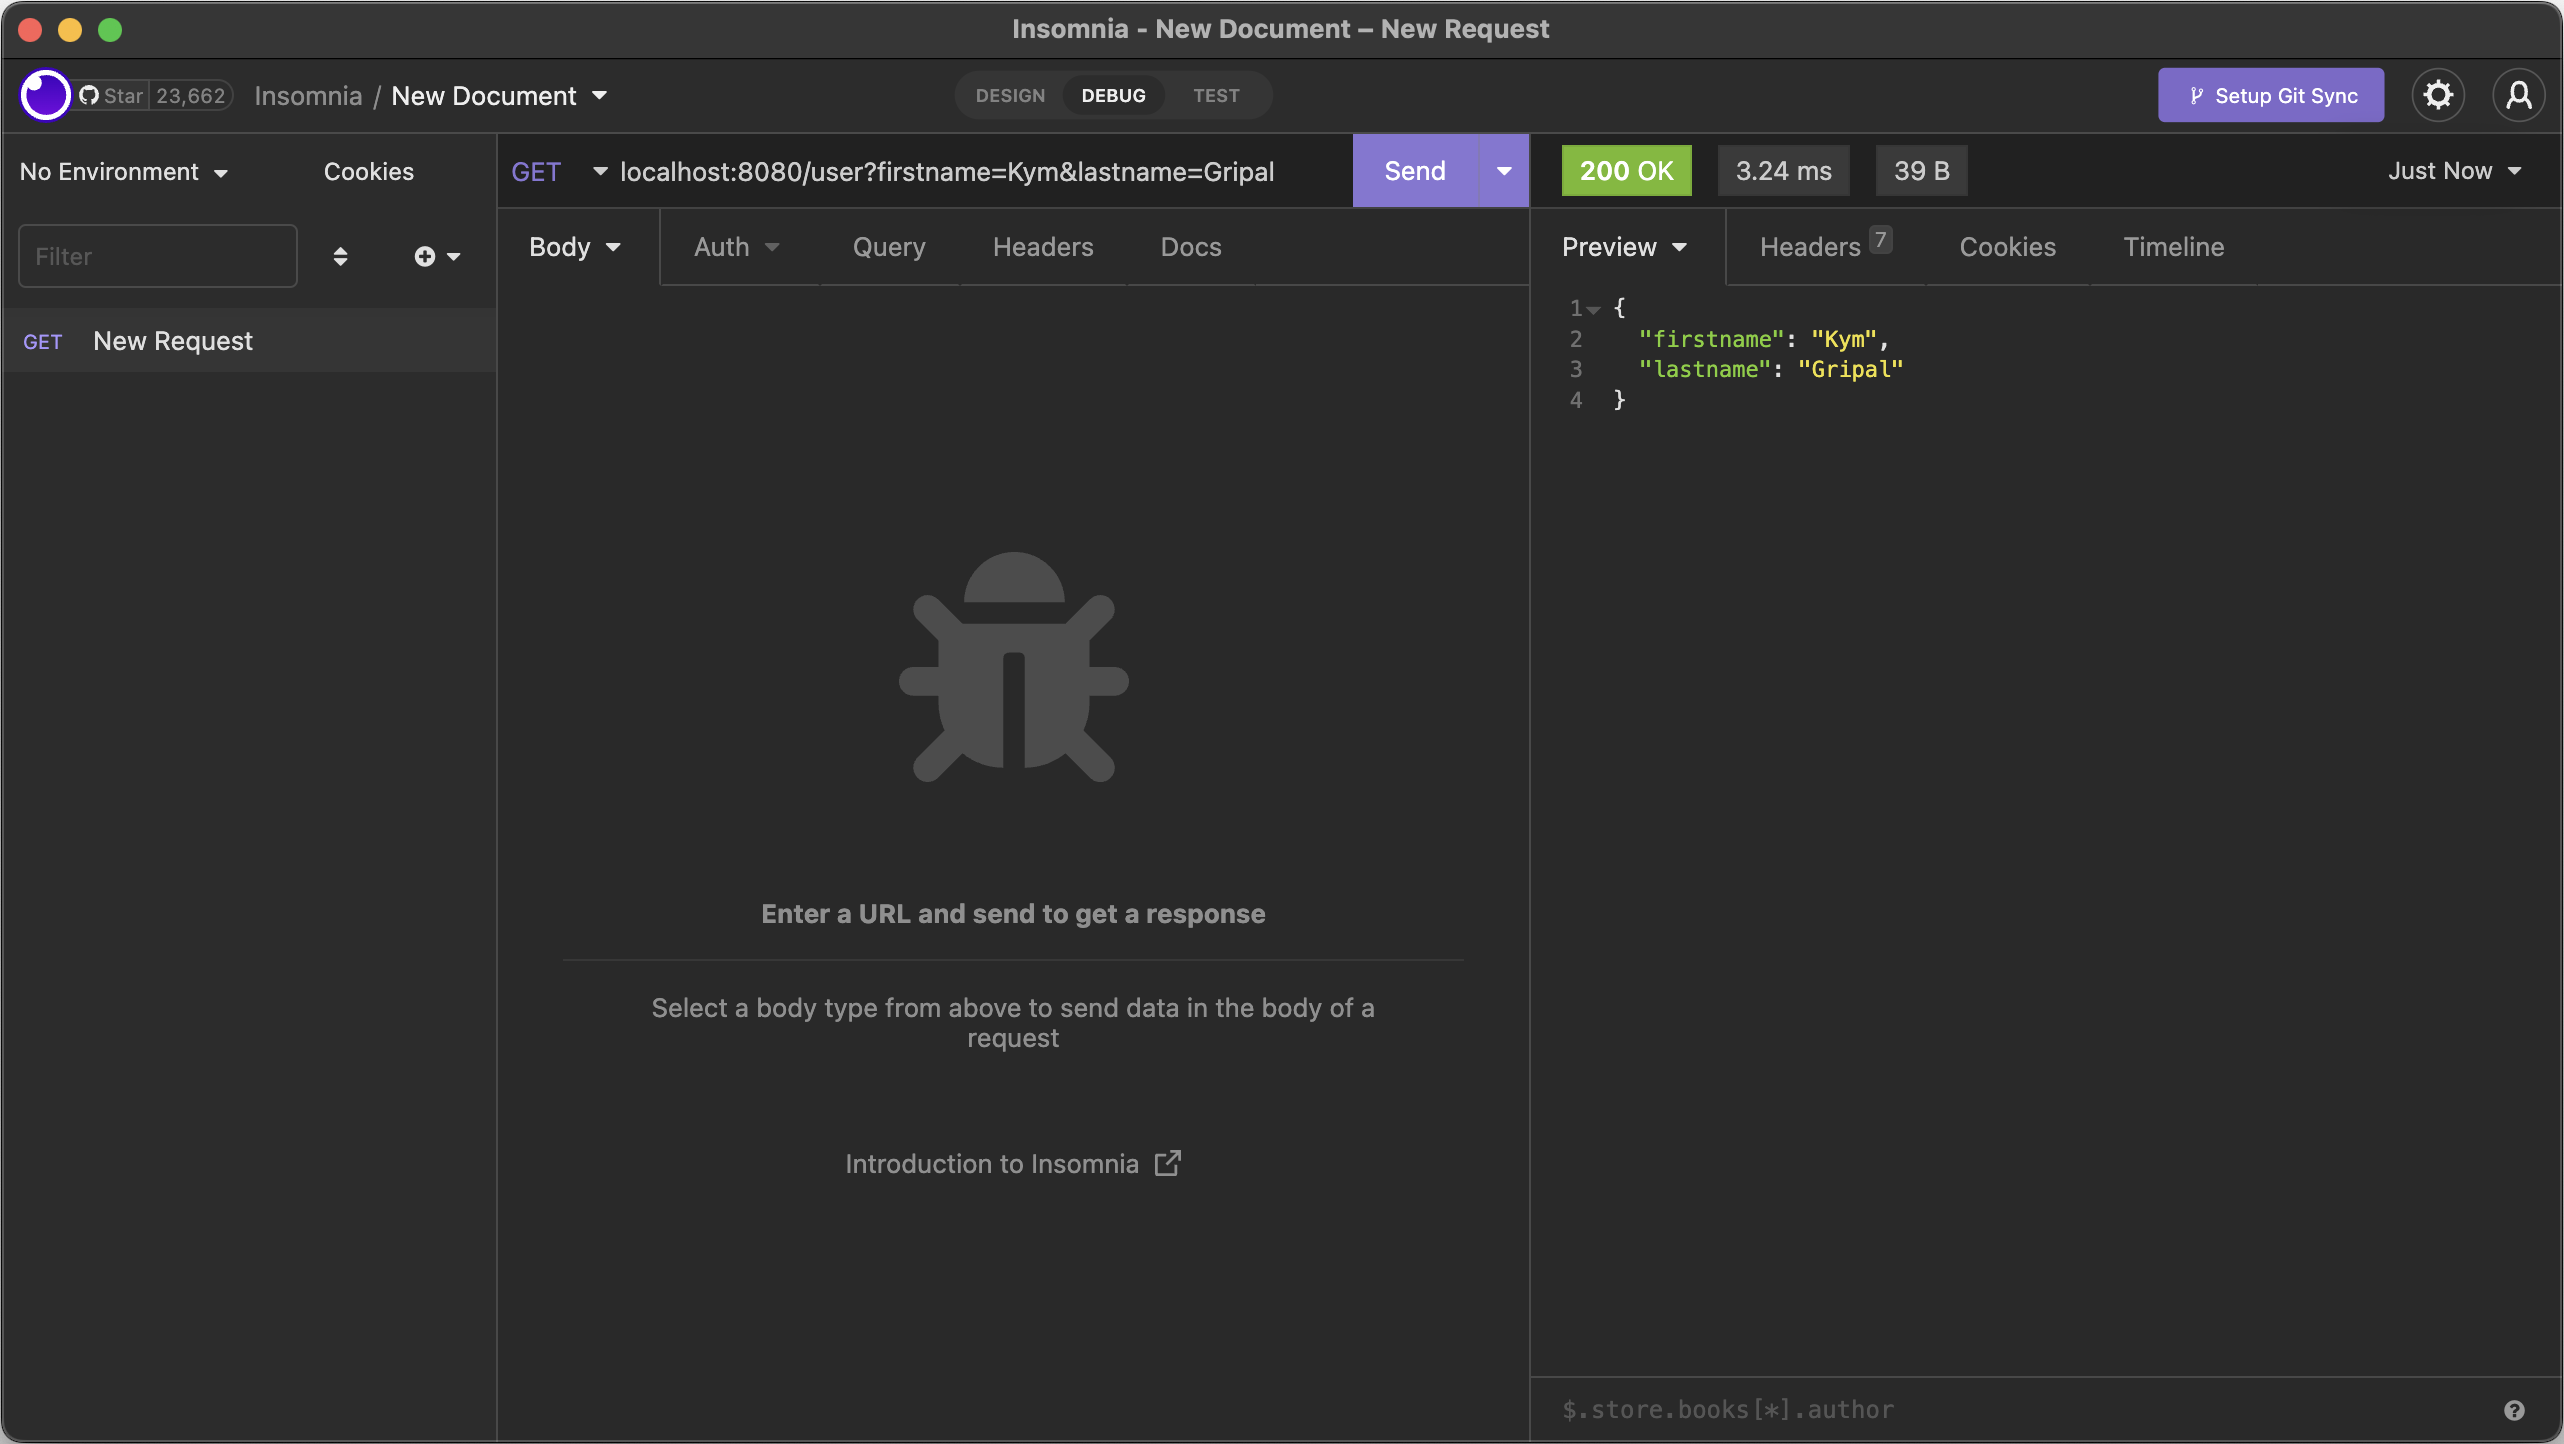 Insomnia - New Document – New Request
Star 23,662 Insomnia / New Document
DESIGN DEBUG TEST
Setup Git Sync
No Environment Cookies
GET localhost:8080/user?firstname=Kym&lastname=Gripal Send
200 OK 3.24 ms 39 B Just Now
Filter
GET New Request
Body Auth Query Headers Docs
Preview Headers 7 Cookies Timeline
1 {
2 "firstname": "Kym",
3 "lastname": "Gripal"
4 }
Enter a URL and send to get a response
Select a body type from above to send data in the body of a
request
Introduction to Insomnia
$.store.books[*].author